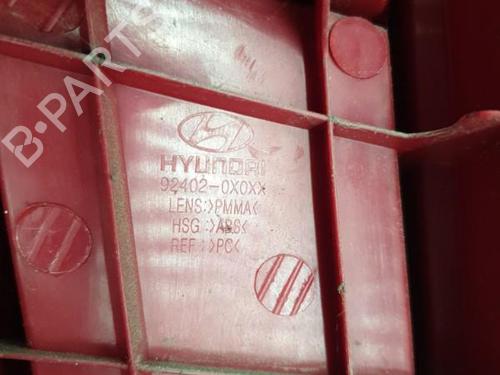 HYUNDAI
92402-0X0XX
LENS:>PMMA<
HSG:>ABS<
REF:>PC<
B-PARTS